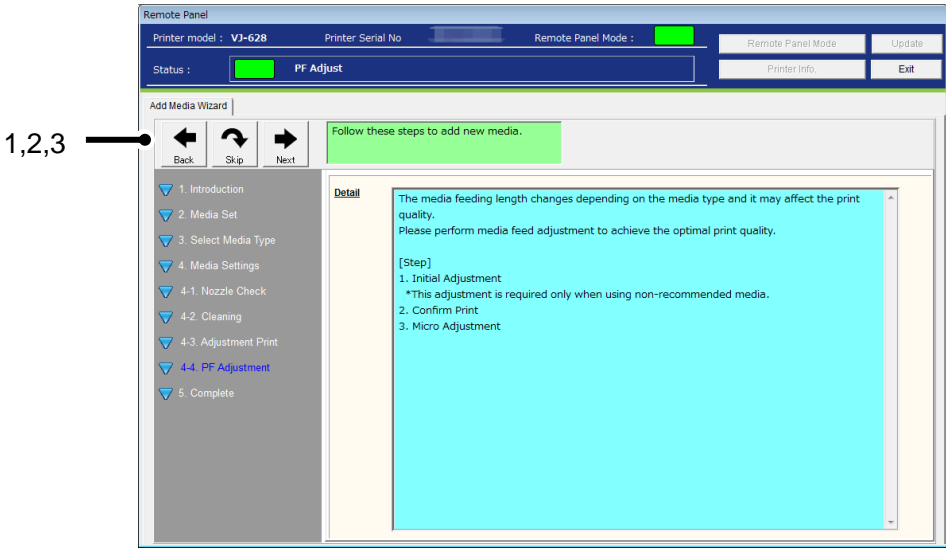 Remote Panel
Printer model : VJ-628 Printer Serial No Remote Panel Mode : Remote Panel Mode Update
Status : PF Adjust Printer Info. Exit
Add Media Wizard
1,2,3
Back Skip Next
Follow these steps to add new media.
1. Introduction
2. Media Set
3. Select Media Type
4. Media Settings
4-1. Nozzle Check
4-2. Cleaning
4-3. Adjustment Print
4-4. PF Adjustment
5. Complete
Detail
The media feeding length changes depending on the media type and it may affect the print
quality.
Please perform media feed adjustment to achieve the optimal print quality.
[Step]
1. Initial Adjustment
*This adjustment is required only when using non-recommended media.
2. Confirm Print
3. Micro Adjustment